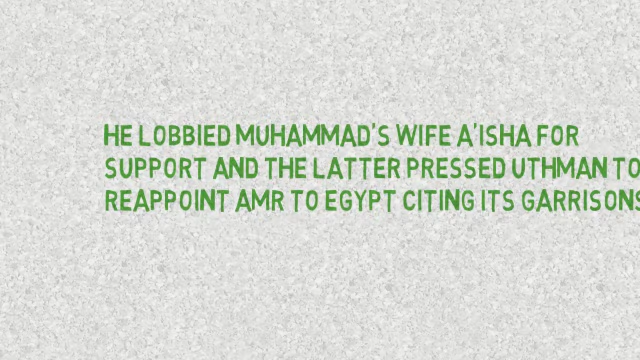 HE LOBBIED MUHAMMAD'S WIFE A'ISHA FOR
SUPPORT AND THE LATTER PRESSED UTHMAN TO
REAPPOINT AMR TO EGYPT CITING ITS GARRISONS